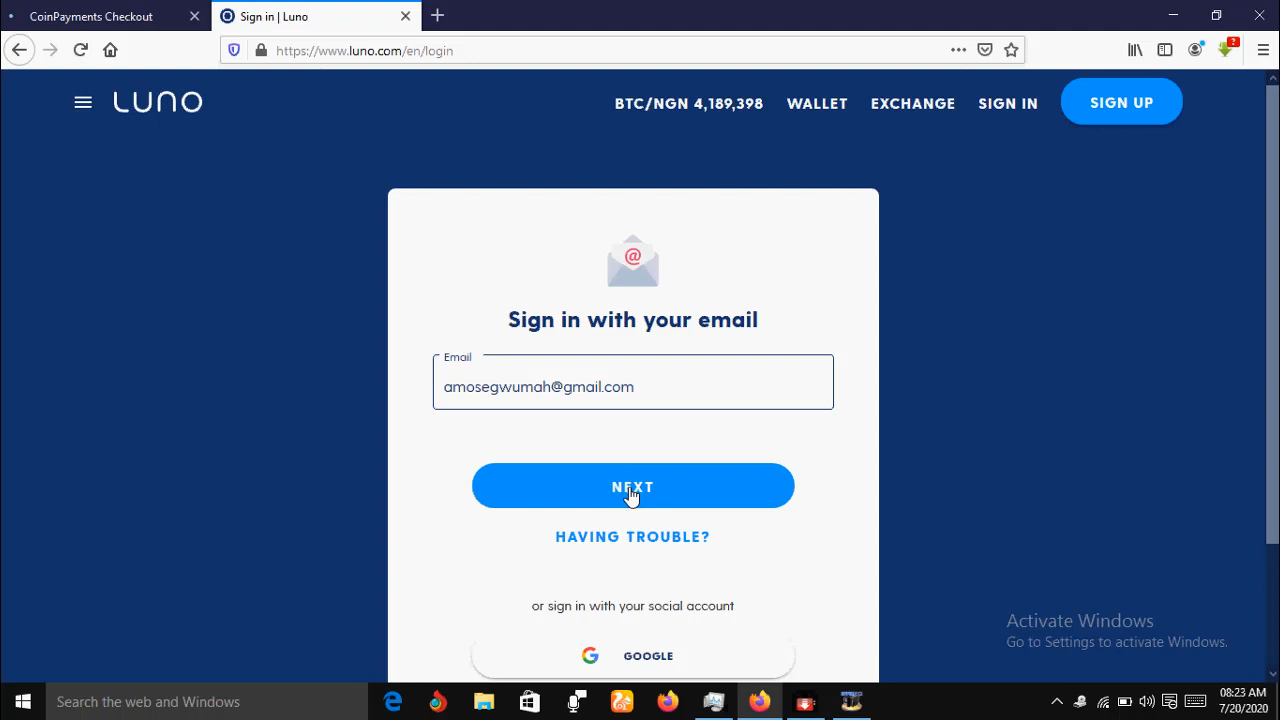 CoinPayments Checkout
Sign in | Luno
https://www.luno.com/en/login
LUNO
BTC/NGN 4,189,398 WALLET EXCHANGE SIGN IN SIGN UP
@
Sign in with your email
Email
amosegwumah@gmail.com
NEXT
HAVING TROUBLE?
or sign in with your social account
G GOOGLE
Activate Windows
Go to Settings to activate Windows.
Search the web and Windows
08:23 AM
7/20/2020